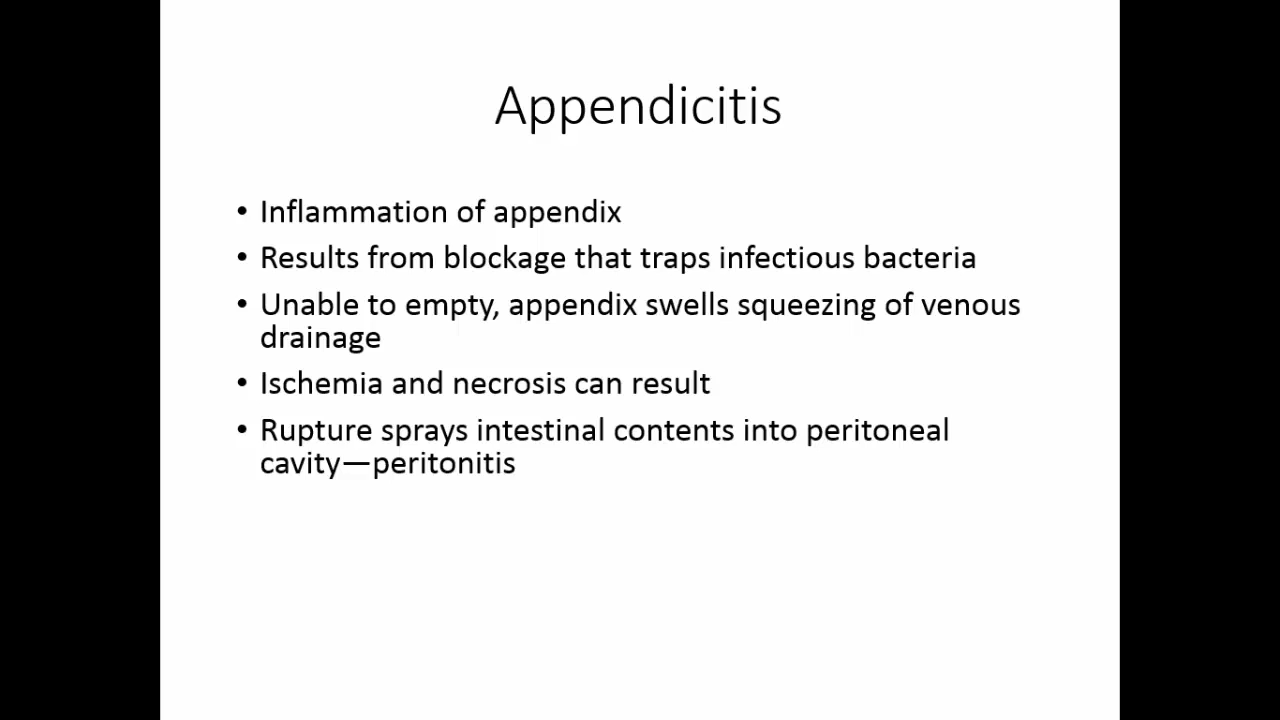 Appendicitis
• Inflammation of appendix
• Results from blockage that traps infectious bacteria
• Unable to empty, appendix swells squeezing of venous
drainage
• Ischemia and necrosis can result
• Rupture sprays intestinal contents into peritoneal
cavity—peritonitis